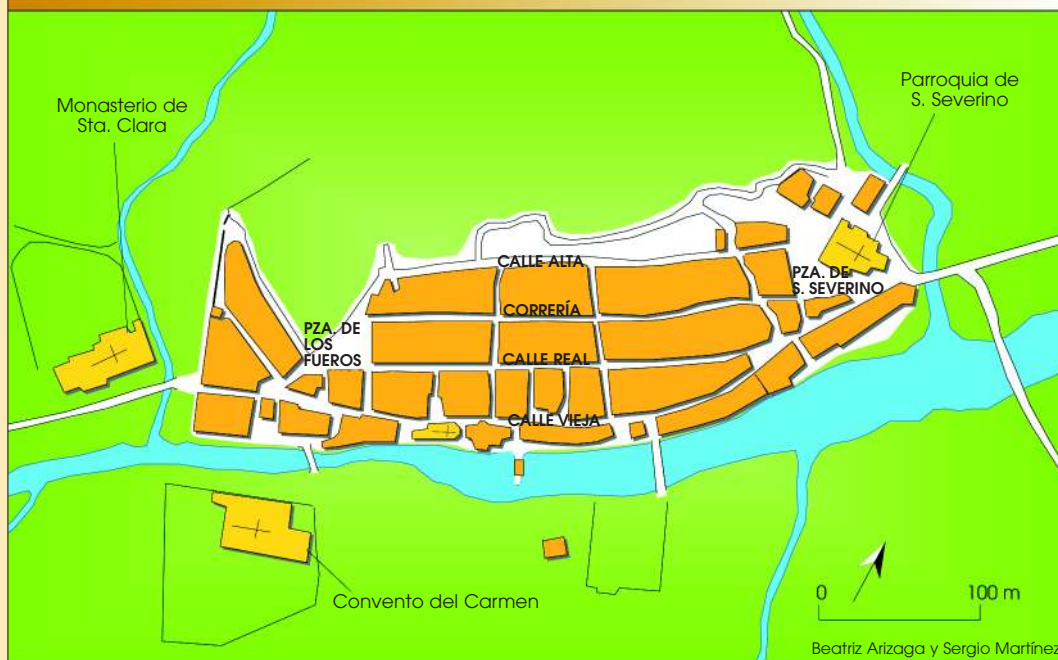 Monasterio de
Sta. Clara
Parroquia de
S. Severino
CALLE ALTA
PZA. DE
S. SEVERINO
CORRERÍA
PZA. DE
LOS
FUEROS
CALLE REAL
CALLE VIEJA
Convento del Carmen
0 100 m
Beatriz Arizaga y Sergio Martínez